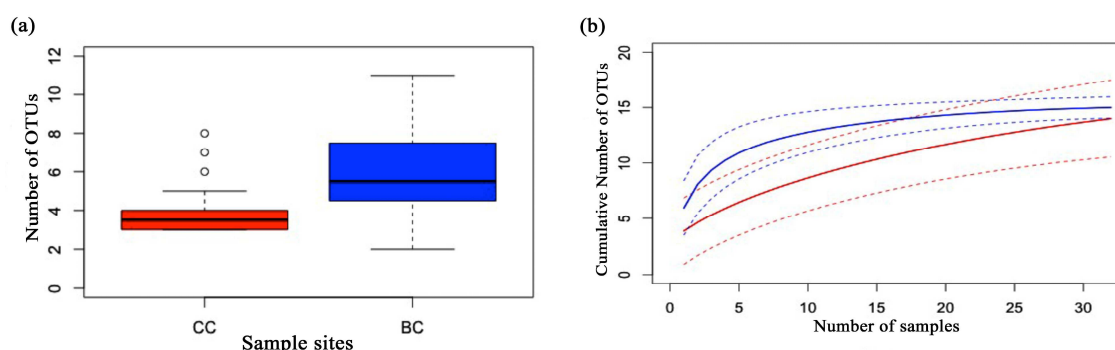 (a)
Number of OTUs
12
10
8
6
4
2
0
CC BC
Sample sites
(b)
Cumulative Number of OTUs
20
15
10
5
0
0 5 10 15 20 25 30
Number of samples